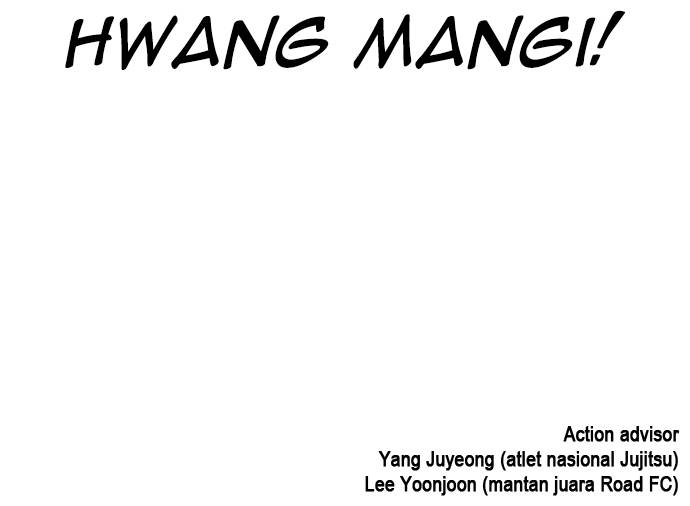 HWANG MANGI!
Action advisor
Yang Juyeong (atlet nasional Jujitsu)
Lee Yoonjoon (mantan juara Road FC)